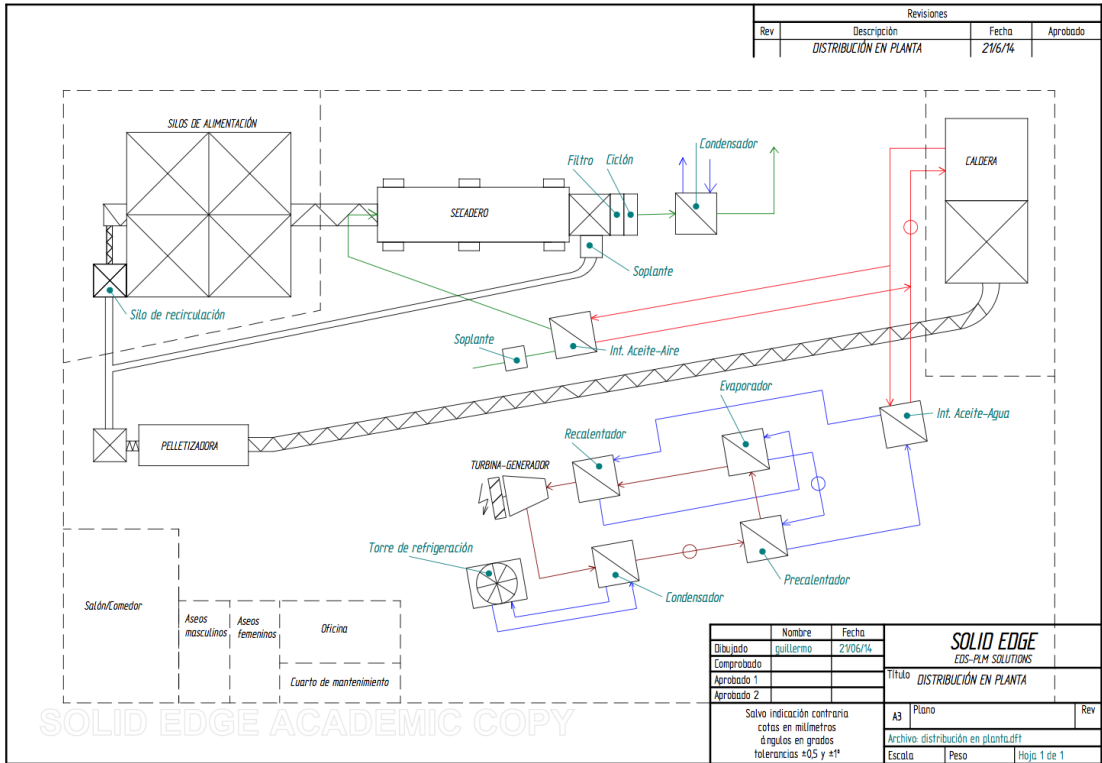 Revisiones
Rev Descripción Fecha Aprobado
DISTRIBUCIÓN EN PLANTA 21/6/14
SILOS DE ALIMENTACIÓN
Condensador
Filtro Ciclón
CALDERA
SECADERO
Soplante
Silo de recirculación
Soplante
Int. Aceite-Aire
Evaporador
Int. Aceite-Agua
Recalentador
PELLETIZADORA
TURBINA-GENERADOR
Torre de refrigeración
Precalentador
Condensador
Salón/Comedor
Aseos
masculinos
Aseos
femeninos
Oficina
Cuarto de mantenimiento
Nombre Fecha
Dibujado guillermo 21/06/14
Comprobado
Aprobado 1
Aprobado 2
SOLID EDGE
EDS-PLM SOLUTIONS
Título DISTRIBUCIÓN EN PLANTA
Salvo indicación contraria
cotas en milímetros
ángulos en grados
tolerancias ±0,5 y ±1º
A3 Plano Rev
Archivo: distribución en planta.dft
Escala Peso Hoja 1 de 1
SOLID EDGE ACADEMIC COPY